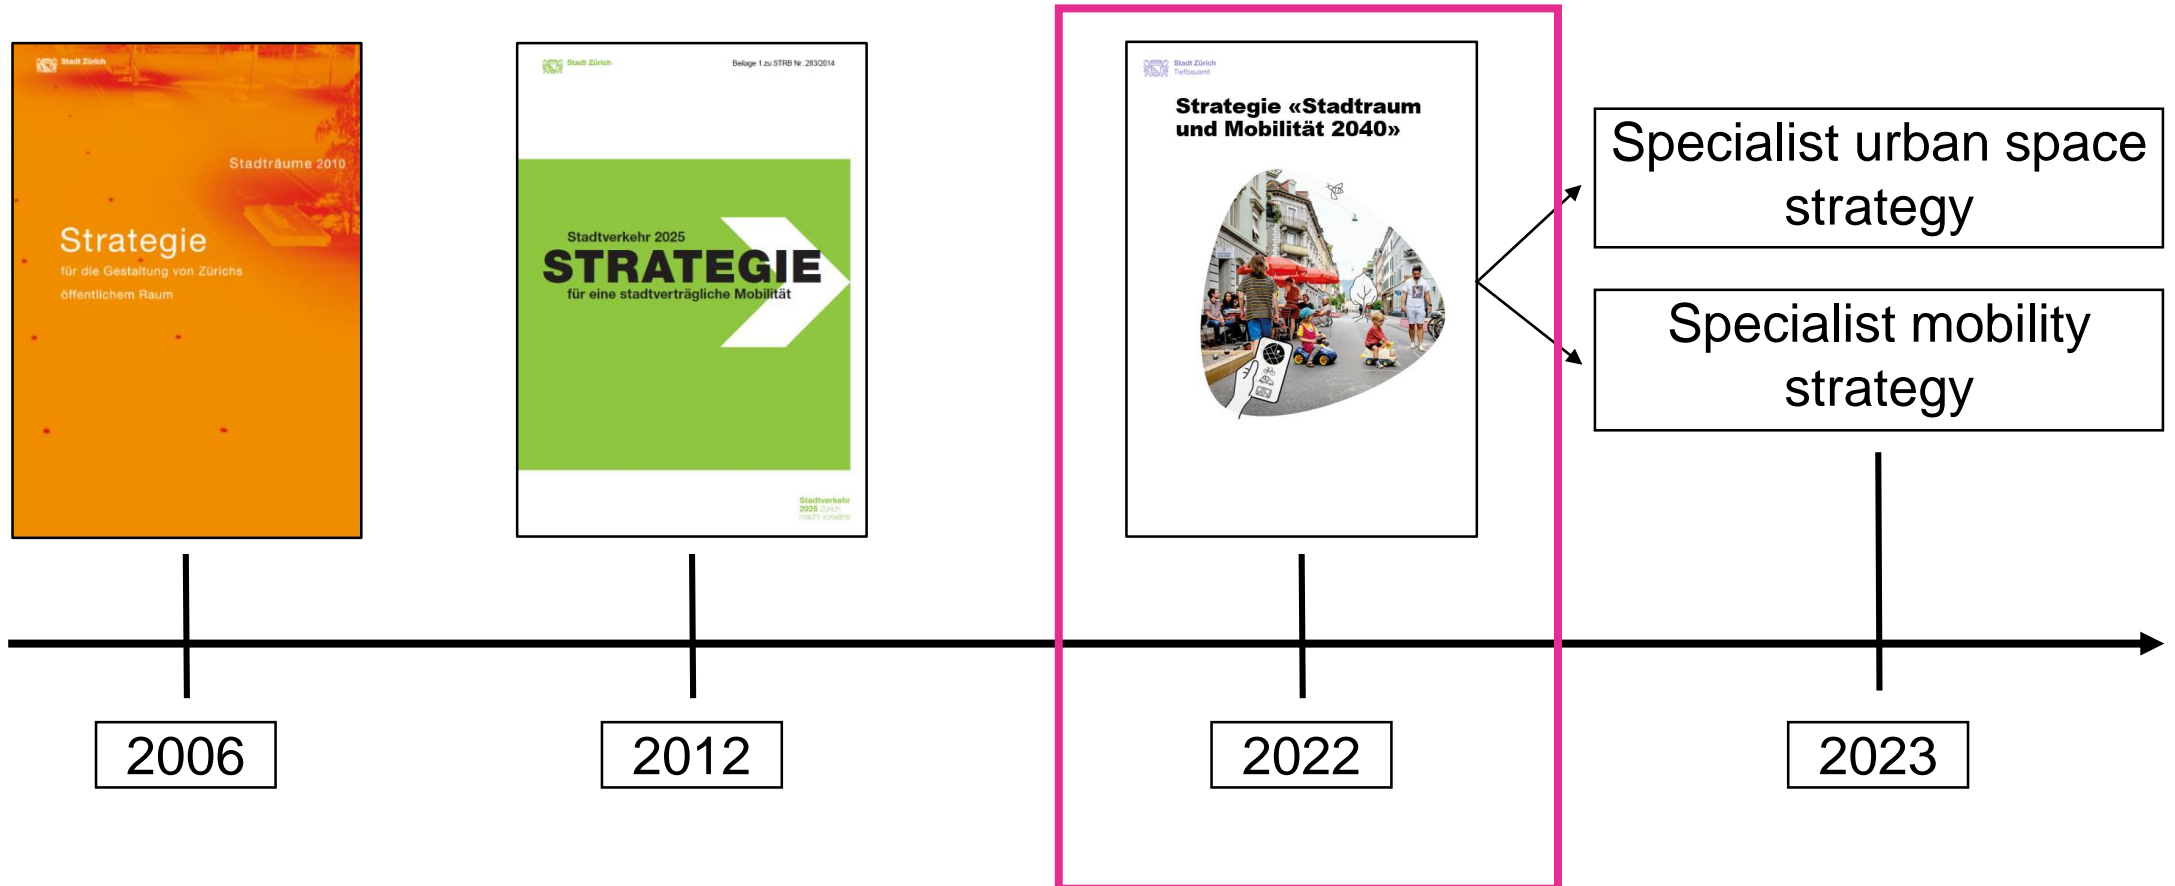 Stadt Zürich
Stadträume 2010
Strategie
für die Gestaltung von Zürichs
öffentlichem Raum
Stadt Zürich
Beilage 1 zu STRB Nr. 283/2014
Stadtverkehr 2025
STRATEGIE
für eine stadtverträgliche Mobilität
Stadtverkehr
2025 Zürich
macht vorwärts
Stadt Zürich
Tiefbauamt
Strategie «Stadtraum
und Mobilität 2040»
Specialist urban space
strategy
Specialist mobility
strategy
2006
2012
2022
2023